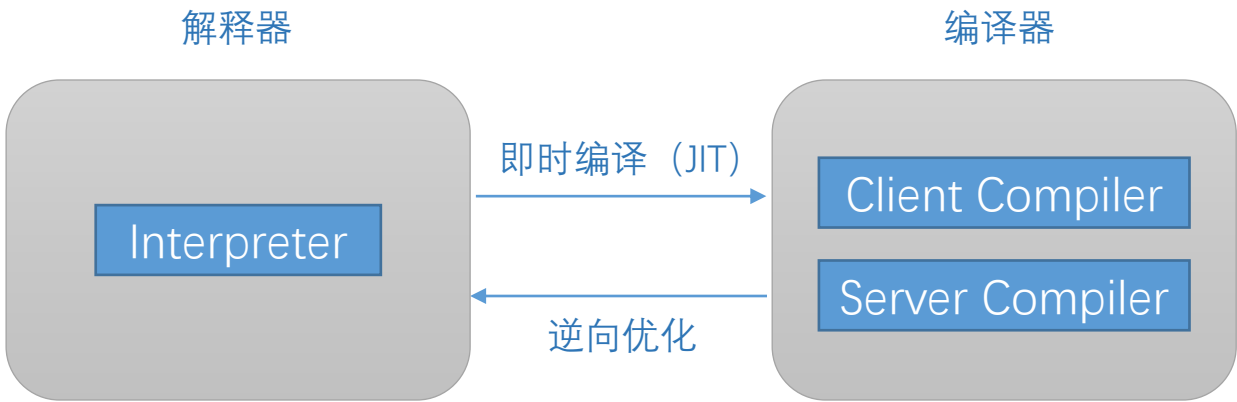 解释器
编译器
即时编译（JIT）
Interpreter
Client Compiler
Server Compiler
逆向优化